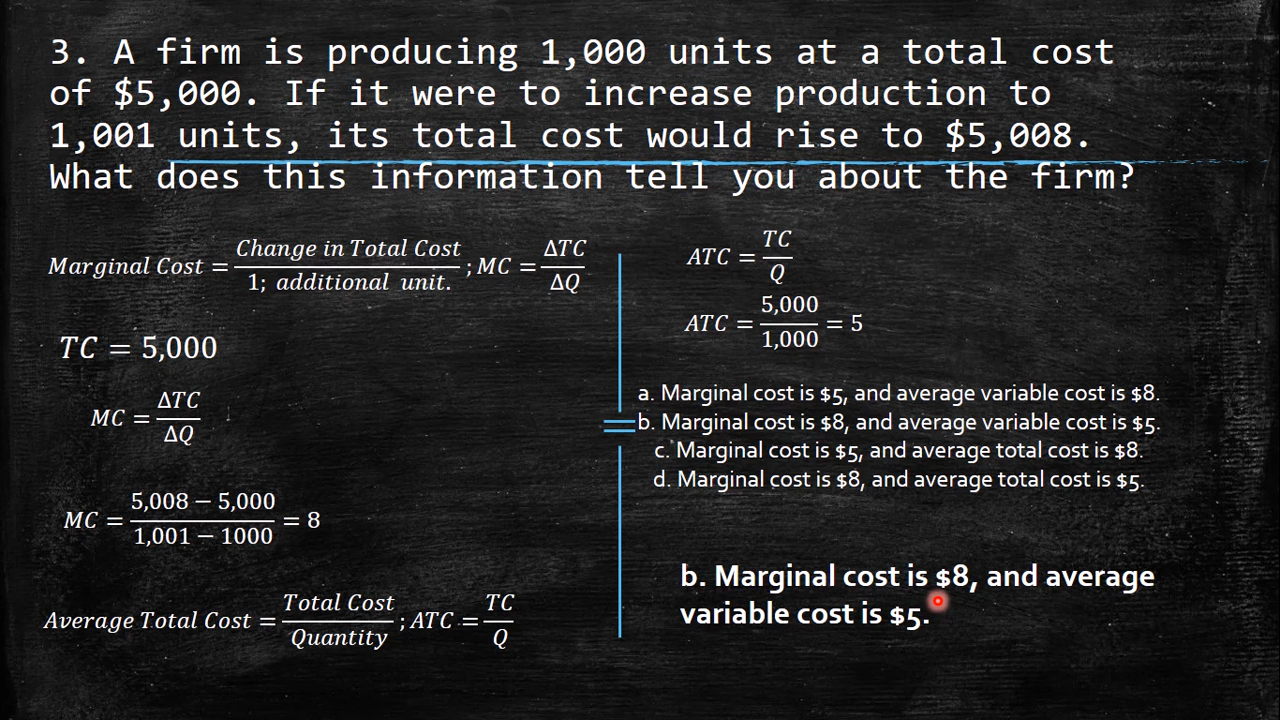 3. A firm is producing 1,000 units at a total cost
of $5,000. If it were to increase production to
1,001 units, its total cost would rise to $5,008.
What does this information tell you about the firm?
Marginal Cost = Change in Total Cost / 1; additional unit. ; MC = ΔTC / ΔQ
TC = 5,000
MC = ΔTC / ΔQ
MC = 5,008 − 5,000 / 1,001 − 1000 = 8
Average Total Cost = Total Cost / Quantity ; ATC = TC / Q
ATC = TC / Q
ATC = 5,000 / 1,000 = 5
a. Marginal cost is $5, and average variable cost is $8.
b. Marginal cost is $8, and average variable cost is $5.
c. Marginal cost is $5, and average total cost is $8.
d. Marginal cost is $8, and average total cost is $5.
b. Marginal cost is $8, and average
variable cost is $5.